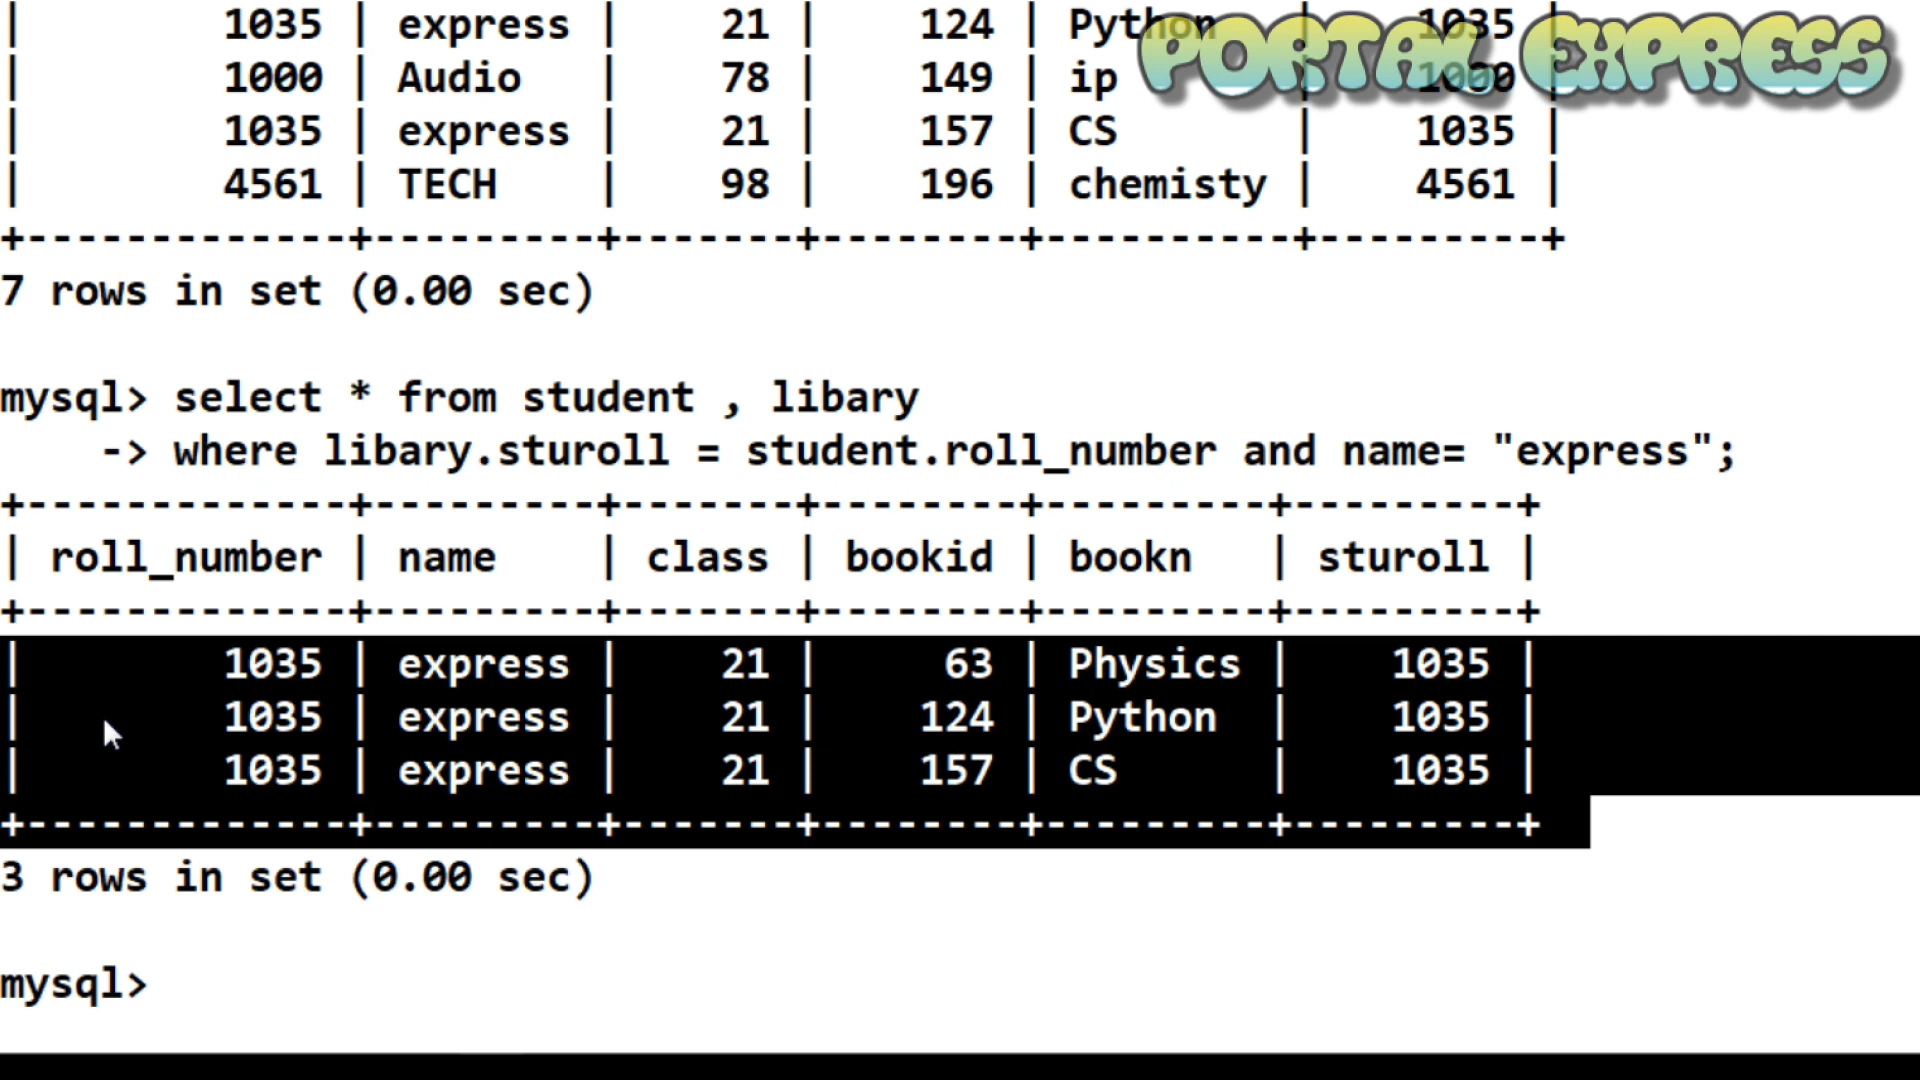 | 1035 | express | 21 | 124 | Python | 1035 |
PORTAL EXPRESS
| 1000 | Audio | 78 | 149 | ip | 1000 |
| 1035 | express | 21 | 157 | CS | 1035 |
| 4561 | TECH | 98 | 196 | chemisty | 4561 |
+-------------+---------+-------+--------+----------+---------+
7 rows in set (0.00 sec)
mysql> select * from student , libary
-> where libary.sturoll = student.roll_number and name= "express";
+-------------+---------+-------+--------+---------+---------+
| roll_number | name | class | bookid | bookn | sturoll |
+-------------+---------+-------+--------+---------+---------+
| 1035 | express | 21 | 63 | Physics | 1035 |
| 1035 | express | 21 | 124 | Python | 1035 |
| 1035 | express | 21 | 157 | CS | 1035 |
+-------------+---------+-------+--------+---------+---------+
3 rows in set (0.00 sec)
mysql>